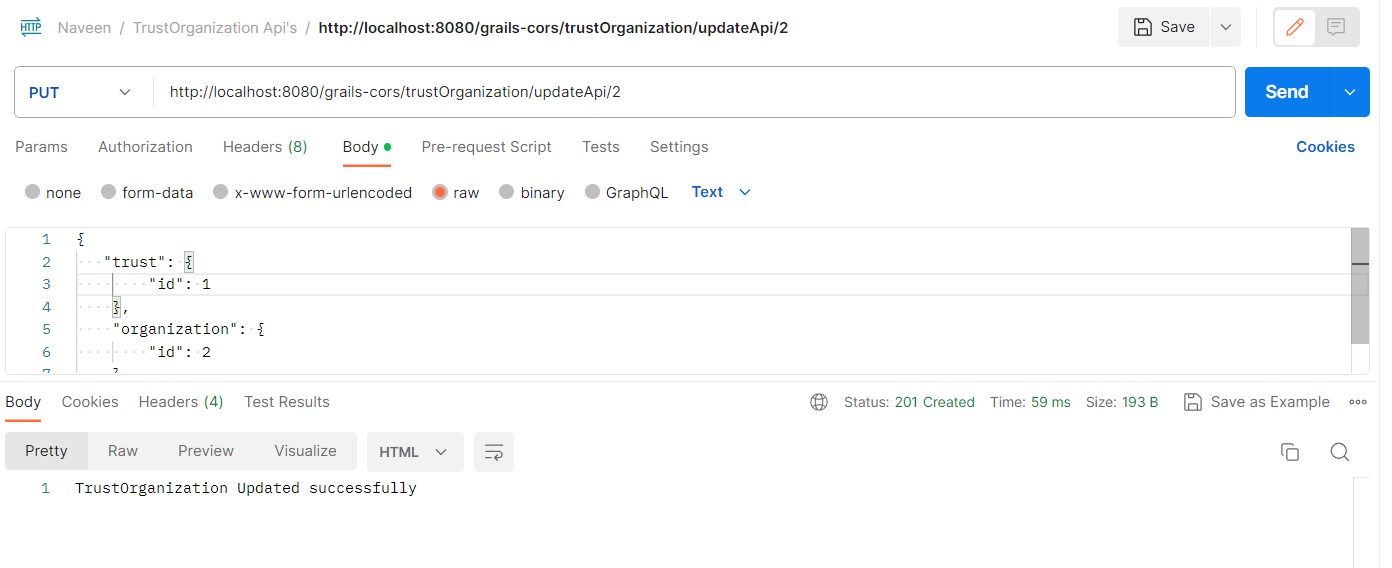 HTTP Naveen / TrustOrganization Api's / http://localhost:8080/grails-cors/trustOrganization/updateApi/2 Save
PUT http://localhost:8080/grails-cors/trustOrganization/updateApi/2 Send
Params Authorization Headers (8) Body Pre-request Script Tests Settings Cookies
none form-data x-www-form-urlencoded raw binary GraphQL Text
1 {
2 "trust": {
3 "id": 1
4 },
5 "organization": {
6 "id": 2
7 }
Body Cookies Headers (4) Test Results Status: 201 Created Time: 59 ms Size: 193 B Save as Example
Pretty Raw Preview Visualize HTML
1 TrustOrganization Updated successfully